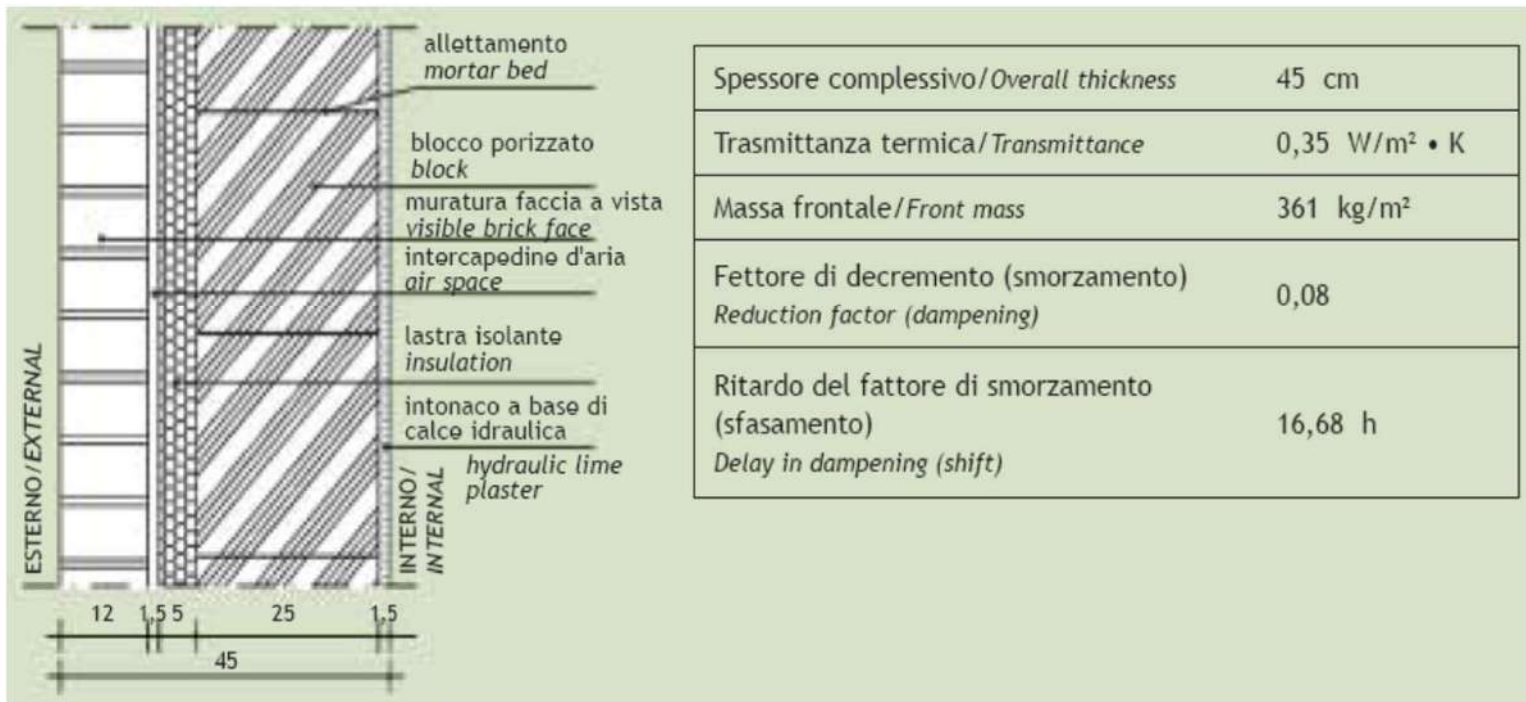 allettamento
mortar bed
blocco porizzato
block
muratura faccia a vista
visible brick face
intercapedine d'aria
air space
lastra isolante
insulation
intonaco a base di
calce idraulica
hydraulic lime
plaster
ESTERNO/EXTERNAL
INTERNO/
INTERNAL
12 1,5 5 25 1,5
45
Spessore complessivo/Overall thickness 45 cm
Trasmittanza termica/Transmittance 0,35 W/m² • K
Massa frontale/Front mass 361 kg/m²
Fettore di decremento (smorzamento)
Reduction factor (dampening)
0,08
Ritardo del fattore di smorzamento
(sfasamento)
Delay in dampening (shift)
16,68 h